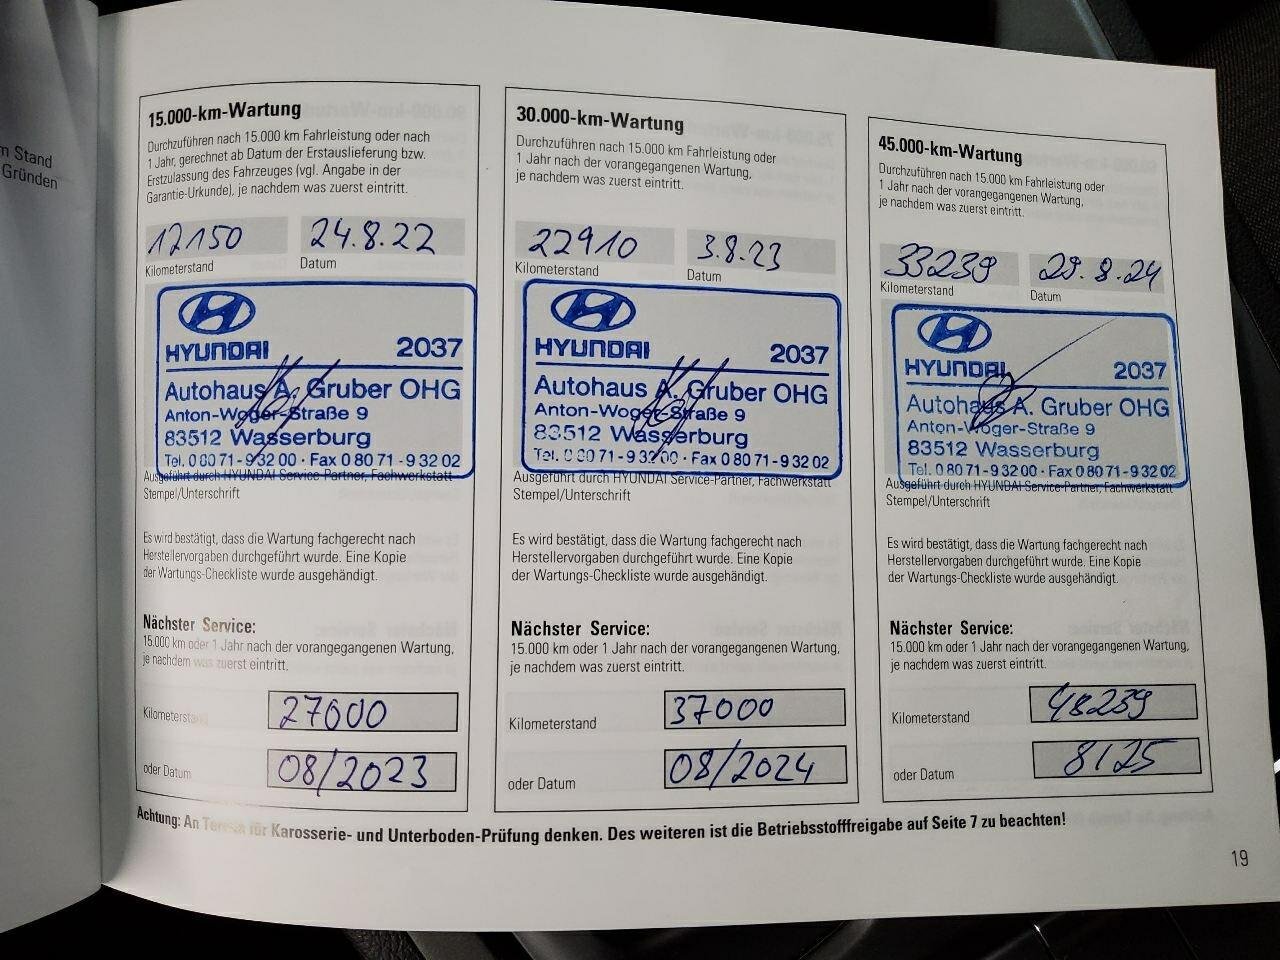 m Stand
Gründen
15.000-km-Wartung
Durchzuführen nach 15.000 km Fahrleistung oder nach
1 Jahr, gerechnet ab Datum der Erstauslieferung bzw.
Erstzulassung des Fahrzeuges (vgl. Angabe in der
Garantie-Urkunde), je nachdem was zuerst eintritt.
12150 24.8.22
Kilometerstand Datum
HYUNDAI 2037
Autohaus A. Gruber OHG
Anton-Woger-Straße 9
83512 Wasserburg
Tel. 0 80 71 - 9 32 00 · Fax 0 80 71 - 9 32 02
Ausgeführt durch HYUNDAI Service-Partner, Fachwerkstatt
Stempel/Unterschrift
Es wird bestätigt, dass die Wartung fachgerecht nach
Herstellervorgaben durchgeführt wurde. Eine Kopie
der Wartungs-Checkliste wurde ausgehändigt.
Nächster Service:
15.000 km oder 1 Jahr nach der vorangegangenen Wartung,
je nachdem was zuerst eintritt.
Kilometerstand 27000
oder Datum 08/2023
30.000-km-Wartung
Durchzuführen nach 15.000 km Fahrleistung oder
1 Jahr nach der vorangegangenen Wartung,
je nachdem was zuerst eintritt.
22910 3.8.23
Kilometerstand Datum
HYUNDAI 2037
Autohaus A. Gruber OHG
Anton-Woger-Straße 9
83512 Wasserburg
Tel. 0 80 71 - 9 32 00 · Fax 0 80 71 - 9 32 02
Ausgeführt durch HYUNDAI Service-Partner, Fachwerkstatt
Stempel/Unterschrift
Es wird bestätigt, dass die Wartung fachgerecht nach
Herstellervorgaben durchgeführt wurde. Eine Kopie
der Wartungs-Checkliste wurde ausgehändigt.
Nächster Service:
15.000 km oder 1 Jahr nach der vorangegangenen Wartung,
je nachdem was zuerst eintritt.
Kilometerstand 37000
oder Datum 08/2024
45.000-km-Wartung
Durchzuführen nach 15.000 km Fahrleistung oder
1 Jahr nach der vorangegangenen Wartung,
je nachdem was zuerst eintritt.
33239 29.8.24
Kilometerstand Datum
HYUNDAI 2037
Autohaus A. Gruber OHG
Anton-Woger-Straße 9
83512 Wasserburg
Tel. 0 80 71 - 9 32 00 · Fax 0 80 71 - 9 32 02
Ausgeführt durch HYUNDAI Service-Partner, Fachwerkstatt
Stempel/Unterschrift
Es wird bestätigt, dass die Wartung fachgerecht nach
Herstellervorgaben durchgeführt wurde. Eine Kopie
der Wartungs-Checkliste wurde ausgehändigt.
Nächster Service:
15.000 km oder 1 Jahr nach der vorangegangenen Wartung,
je nachdem was zuerst eintritt.
Kilometerstand 48239
oder Datum 8/25
Achtung: An für Karosserie- und Unterboden-Prüfung denken. Des weiteren ist die Betriebsstofffreigabe auf Seite 7 zu beachten!
19